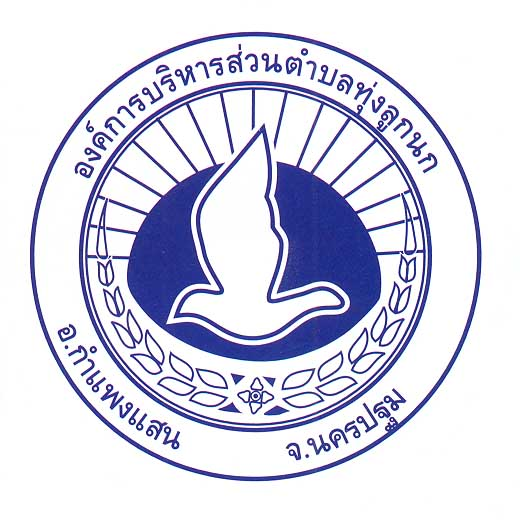 องค์การบริหารส่วนตำบลทุ่งลูกนก
อ.กำแพงแสน
จ.นครปฐม